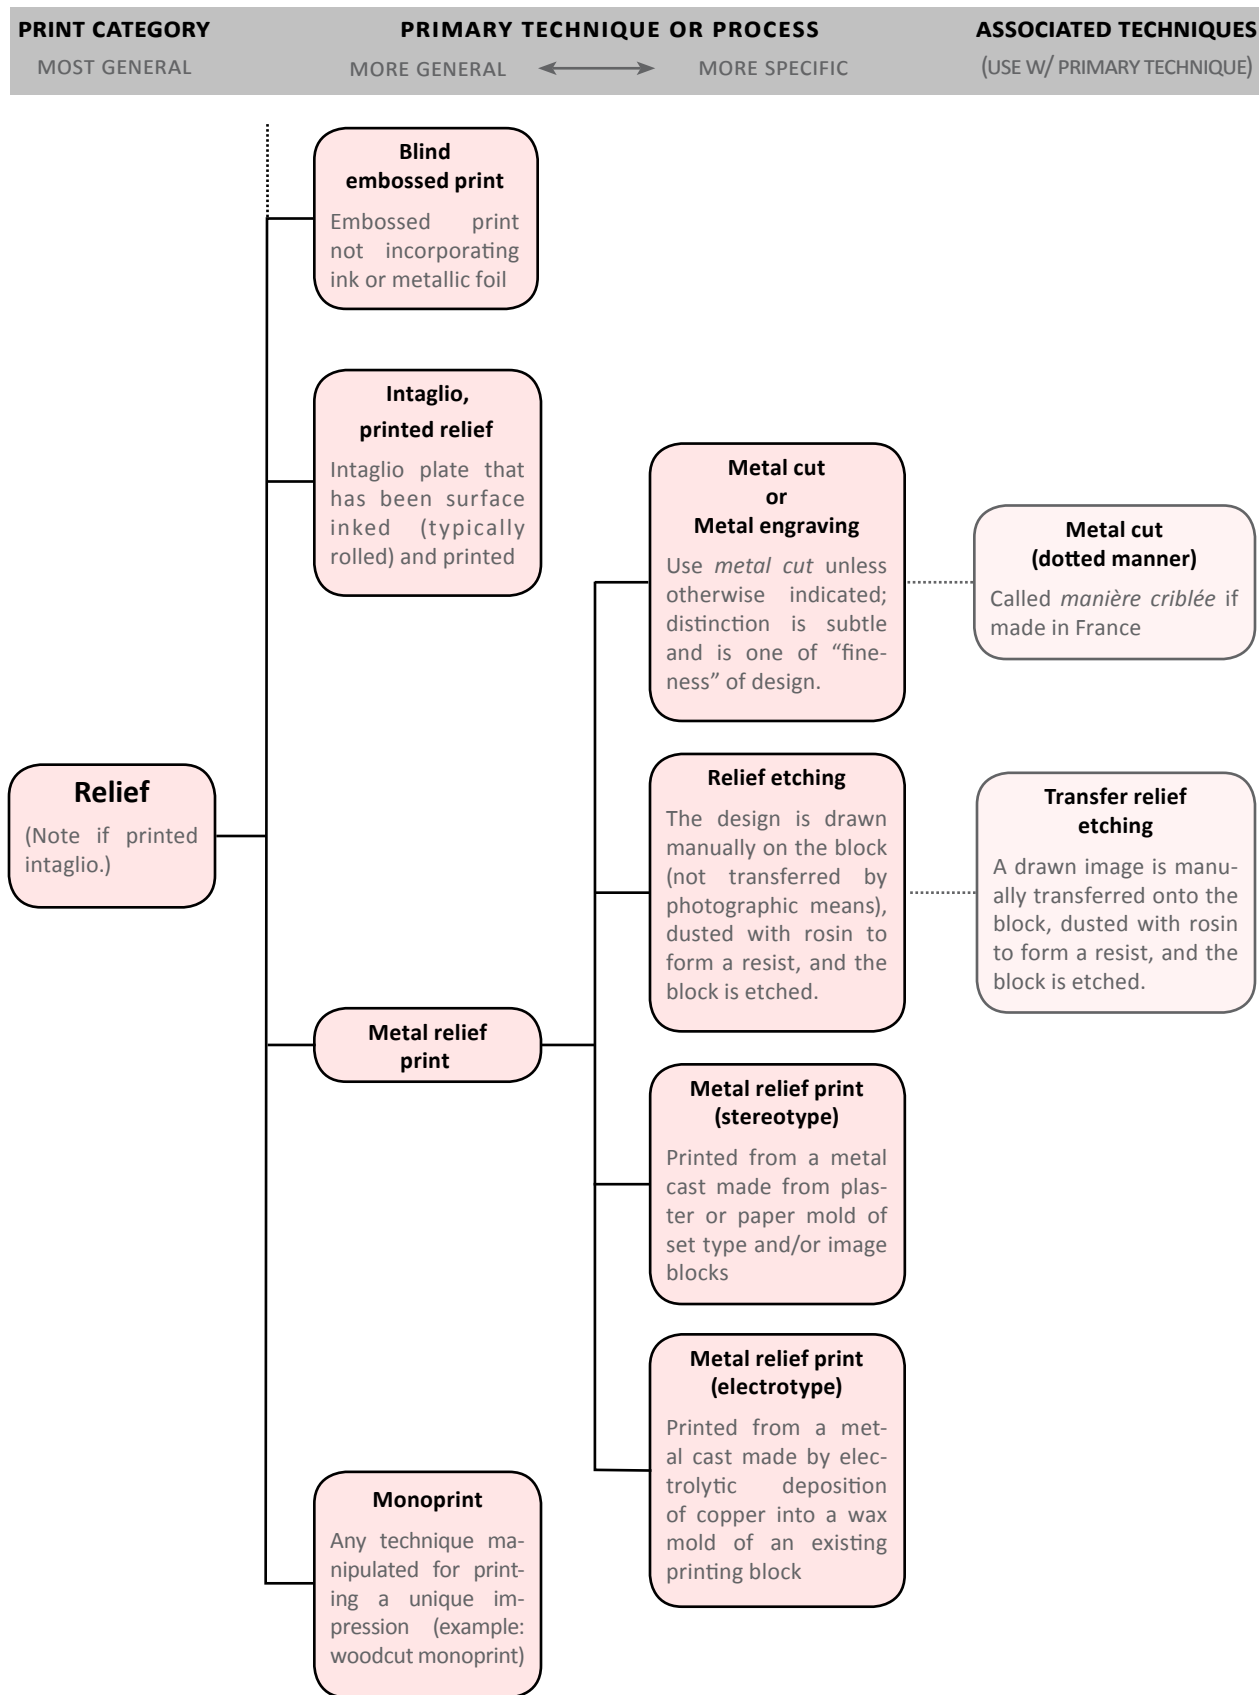 PRINT CATEGORY
MOST GENERAL
PRIMARY TECHNIQUE OR PROCESS
MORE GENERAL
MORE SPECIFIC
ASSOCIATED TECHNIQUES
(USE W/ PRIMARY TECHNIQUE)
Blind
embossed print
Embossed print
not incorporating
ink or metallic foil
Intaglio,
printed relief
Intaglio plate that
has been surface
inked (typically
rolled) and printed
Metal cut
or
Metal engraving
Use metal cut unless
otherwise indicated;
distinction is subtle
and is one of “fine-
ness” of design.
Metal cut
(dotted manner)
Called manière criblée if
made in France
Relief
(Note if printed
intaglio.)
Relief etching
The design is drawn
manually on the block
(not transferred by
photographic means),
dusted with rosin to
form a resist, and the
block is etched.
Transfer relief
etching
A drawn image is manu-
ally transferred onto the
block, dusted with rosin
to form a resist, and the
block is etched.
Metal relief
print
Metal relief print
(stereotype)
Printed from a metal
cast made from plas-
ter or paper mold of
set type and/or image
blocks
Metal relief print
(electrotype)
Printed from a met-
al cast made by elec-
trolytic deposition
of copper into a wax
mold of an existing
printing block
Monoprint
Any technique ma-
nipulated for print-
ing a unique im-
pression (example:
woodcut monoprint)